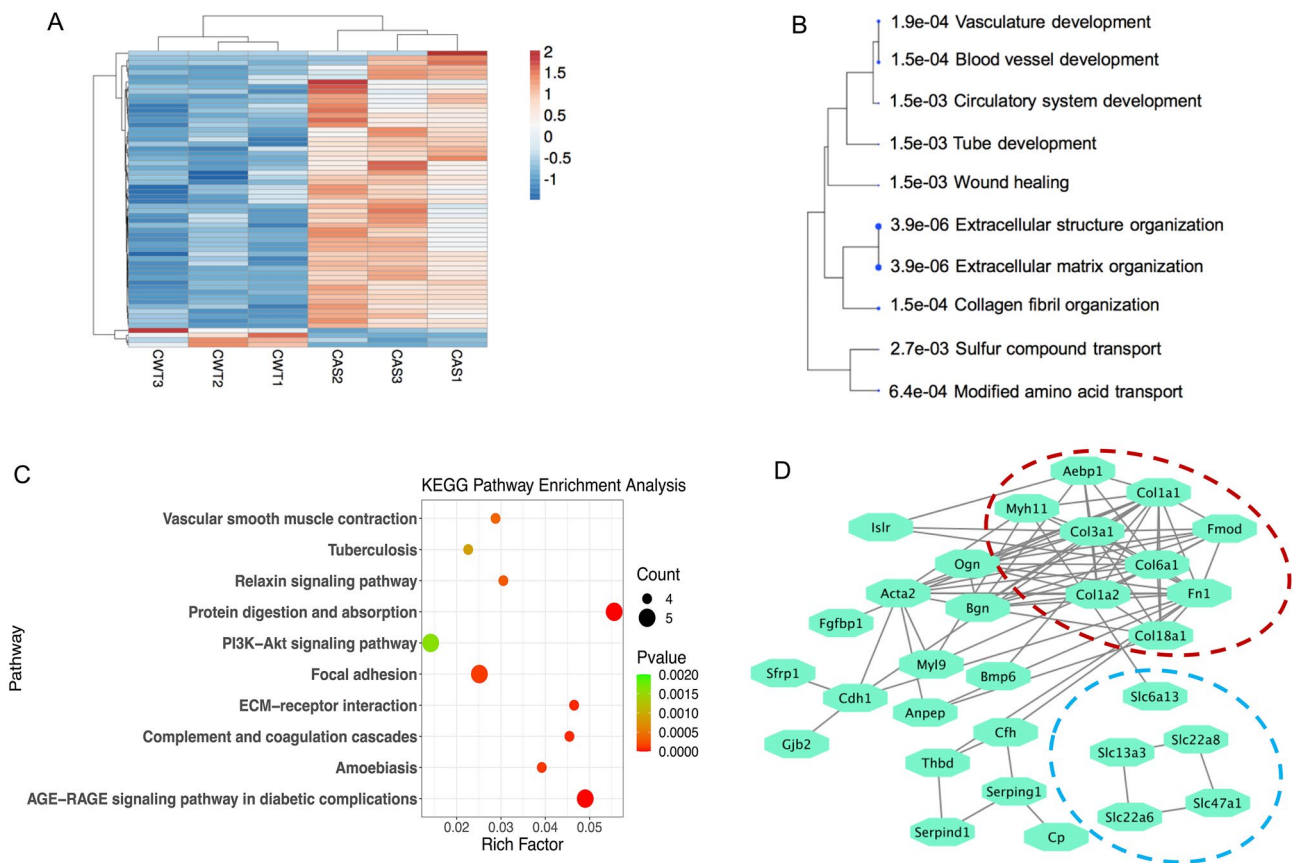 A
2
1.5
1
0.5
0
-0.5
-1
CWT3
CWT2
CWT1
CAS2
CAS3
CAS1
B
1.9e-04 Vasculature development
1.5e-04 Blood vessel development
1.5e-03 Circulatory system development
1.5e-03 Tube development
1.5e-03 Wound healing
3.9e-06 Extracellular structure organization
3.9e-06 Extracellular matrix organization
1.5e-04 Collagen fibril organization
2.7e-03 Sulfur compound transport
6.4e-04 Modified amino acid transport
C
KEGG Pathway Enrichment Analysis
Pathway
Vascular smooth muscle contraction
Tuberculosis
Relaxin signaling pathway
Protein digestion and absorption
PI3K−Akt signaling pathway
Focal adhesion
ECM−receptor interaction
Complement and coagulation cascades
Amoebiasis
AGE−RAGE signaling pathway in diabetic complications
0.02 0.03 0.04 0.05
Rich Factor
Count
4
5
Pvalue
0.0020
0.0015
0.0010
0.0005
0.0000
D
Aebp1
Col1a1
Myh11
Islr
Col3a1
Fmod
Ogn
Col6a1
Acta2
Col1a2
Fn1
Bgn
Fgfbp1
Col18a1
Myl9
Sfrp1
Bmp6
Cdh1
Slc6a13
Anpep
Gjb2
Cfh
Slc22a8
Slc13a3
Thbd
Serping1
Slc47a1
Slc22a6
Serpind1
Cp